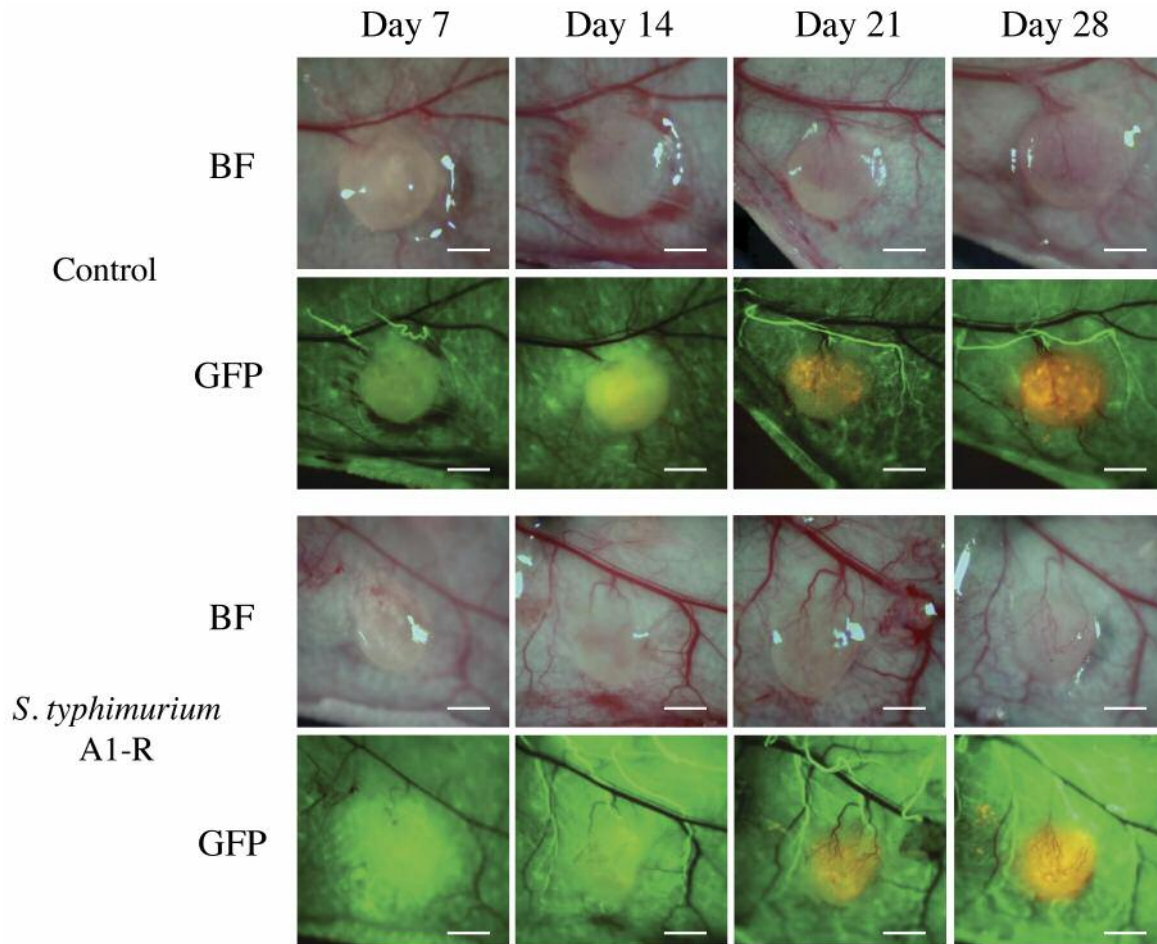 Day 7 Day 14 Day 21 Day 28
BF
Control
GFP
BF
S. typhimurium
A1-R
GFP